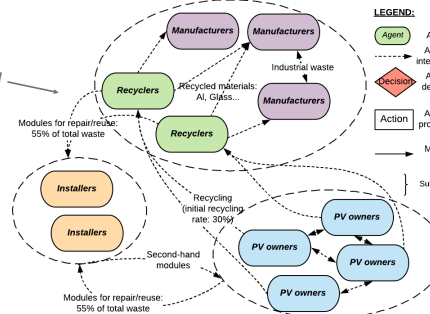 Manufacturers
Manufacturers
Industrial waste
Recyclers
Recycled materials:
Al, Glass...
Manufacturers
Modules for repair/reuse:
55% of total waste
Recyclers
Installers
Installers
Recycling
(initial recycling
rate: 30%)
PV owners
PV owners
PV owners
PV owners
Second-hand
modules
Modules for repair/reuse:
55% of total waste
LEGEND:
Agent
Decision
Action